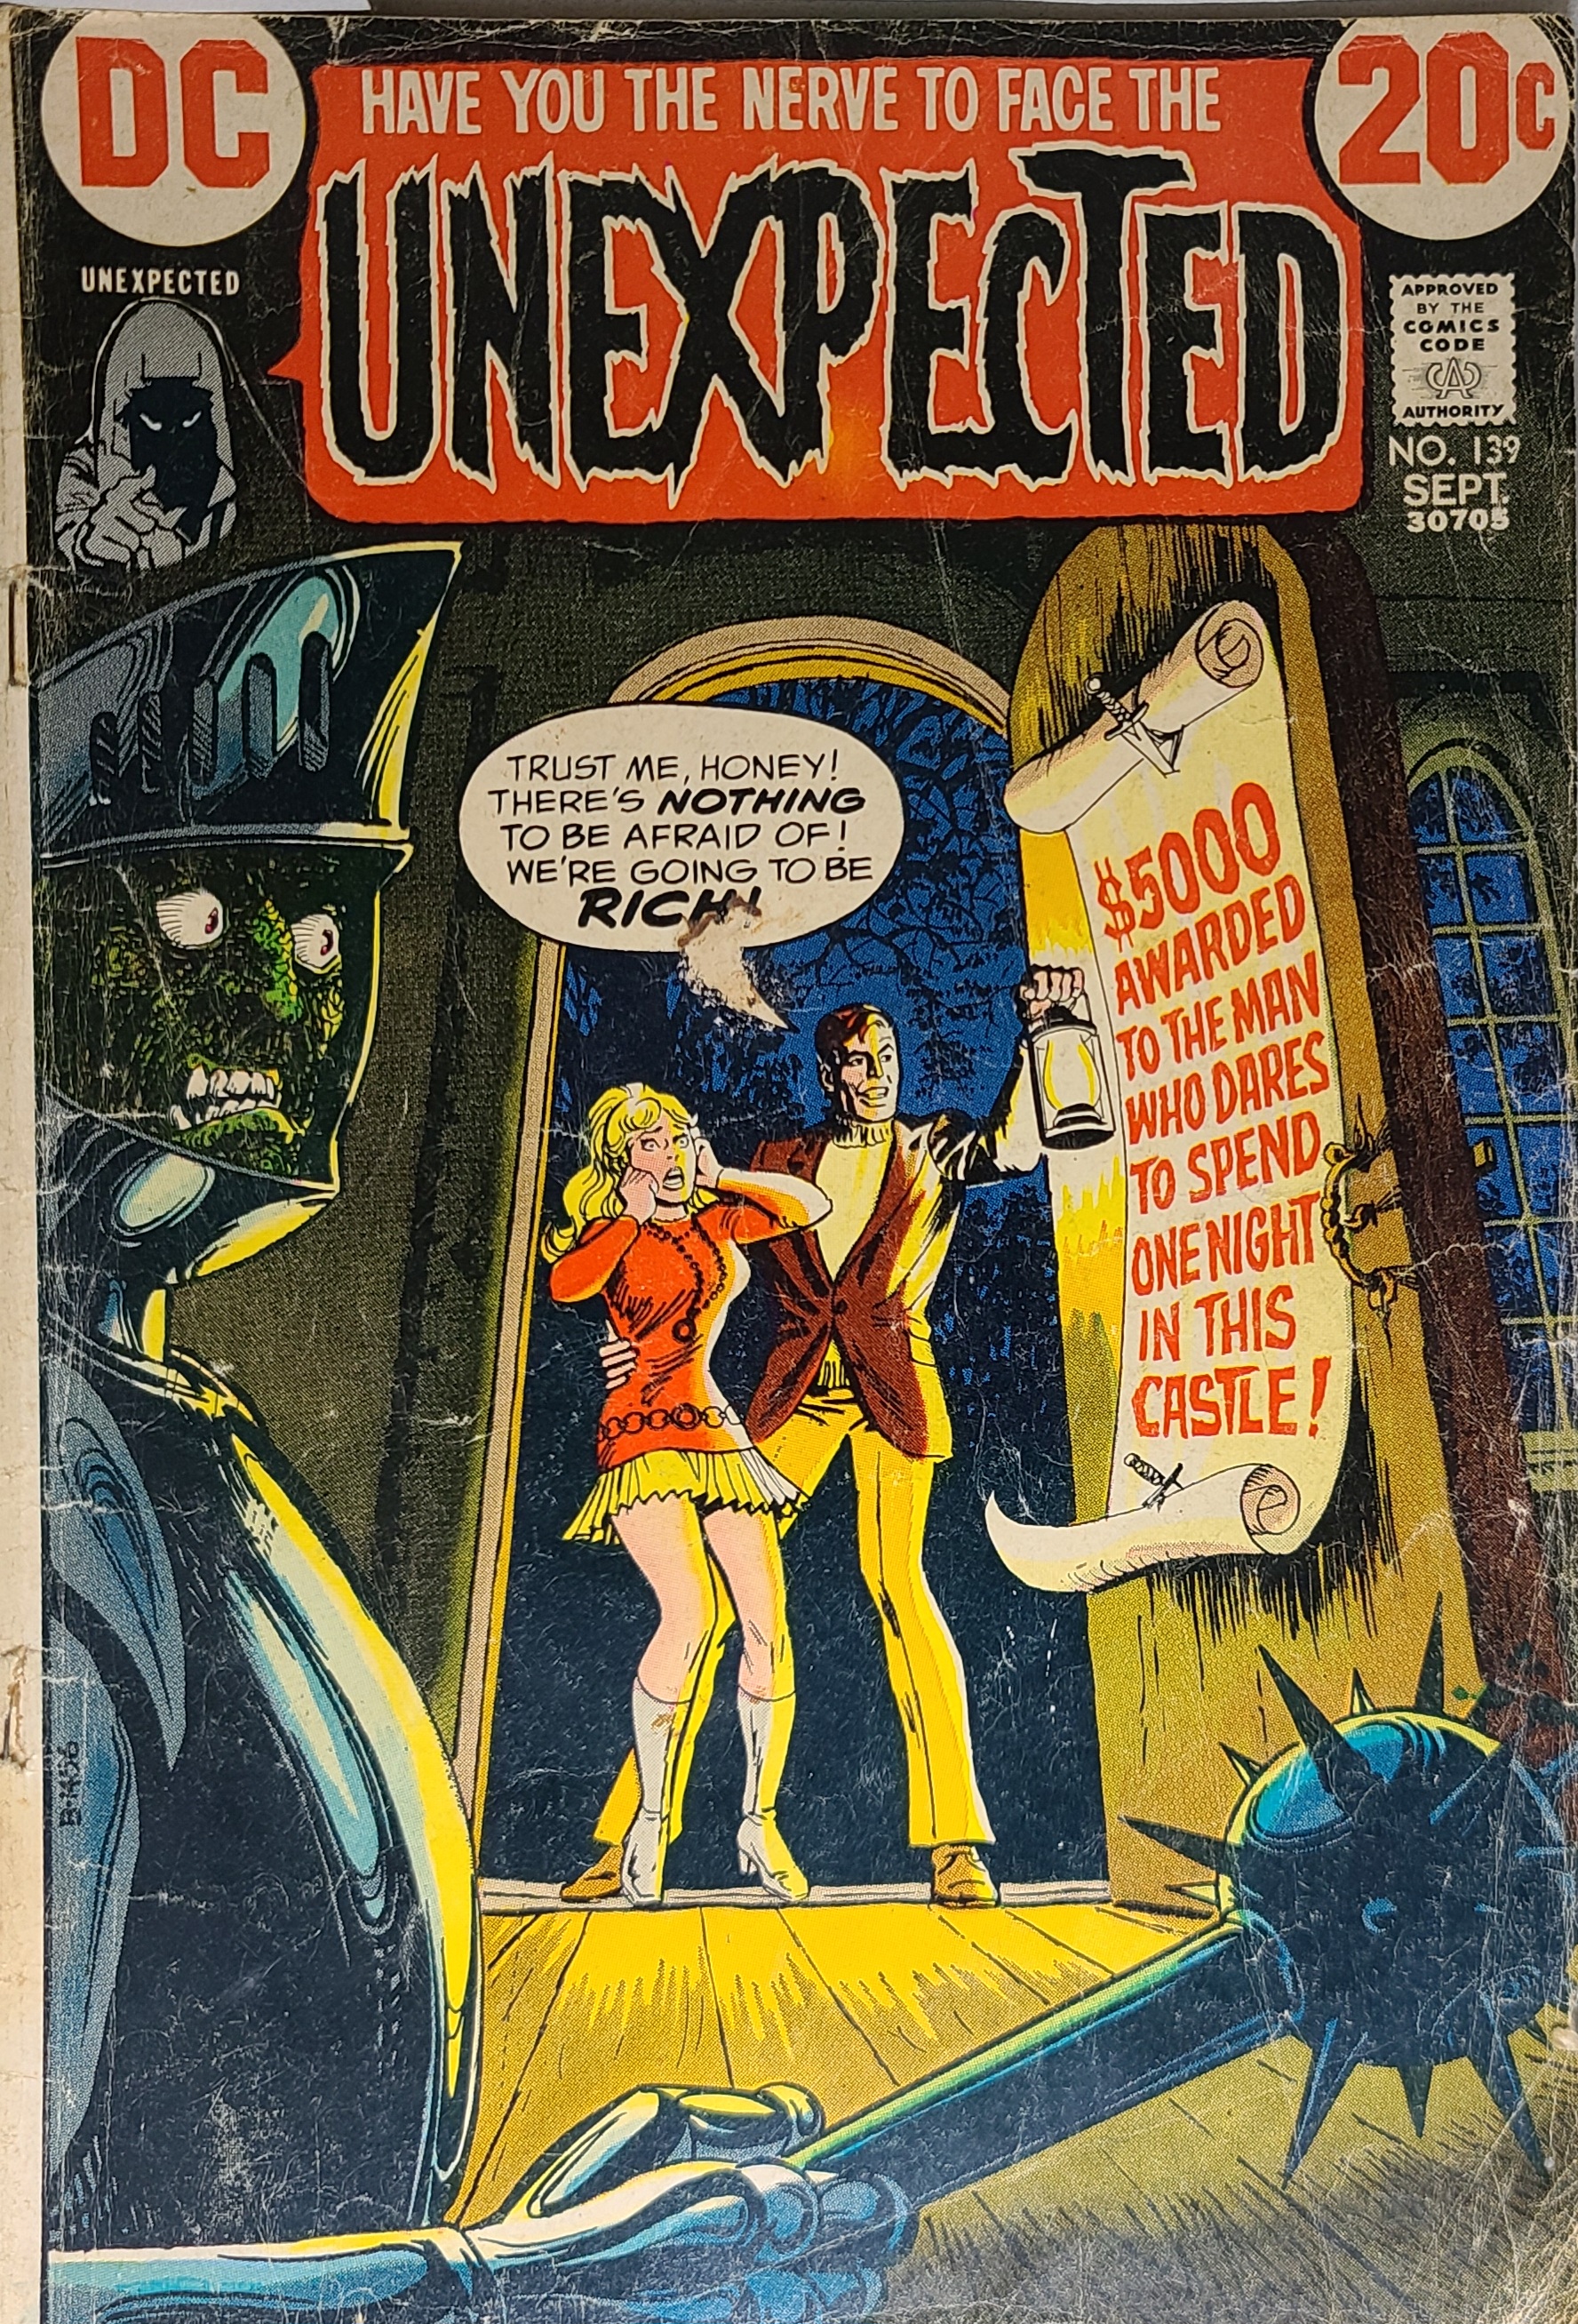 DC
HAVE YOU THE NERVE TO FACE THE
UNEXPECTED
20¢
UNEXPECTED
APPROVED
BY THE
COMICS
CODE
CA
AUTHORITY
NO. 139
SEPT.
30705
TRUST ME, HONEY!
THERE'S NOTHING
TO BE AFRAID OF!
WE'RE GOING TO BE
RICH!
$5000
AWARDED
TO THE MAN
WHO DARES
TO SPEND
ONE NIGHT
IN THIS
CASTLE!